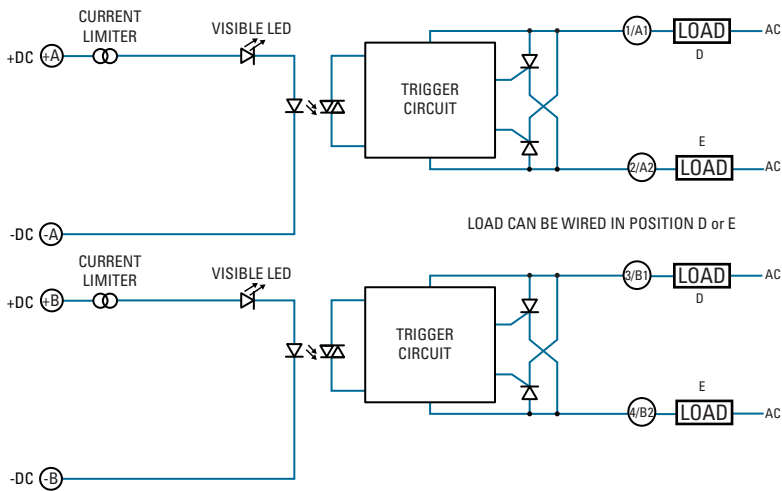 CURRENT
LIMITER
VISIBLE LED
+DC +A
TRIGGER
CIRCUIT
1/A1 LOAD AC
D
E
2/A2 LOAD AC
-DC -A
LOAD CAN BE WIRED IN POSITION D or E
CURRENT
LIMITER
VISIBLE LED
+DC +B
TRIGGER
CIRCUIT
3/B1 LOAD AC
D
E
4/B2 LOAD AC
-DC -B